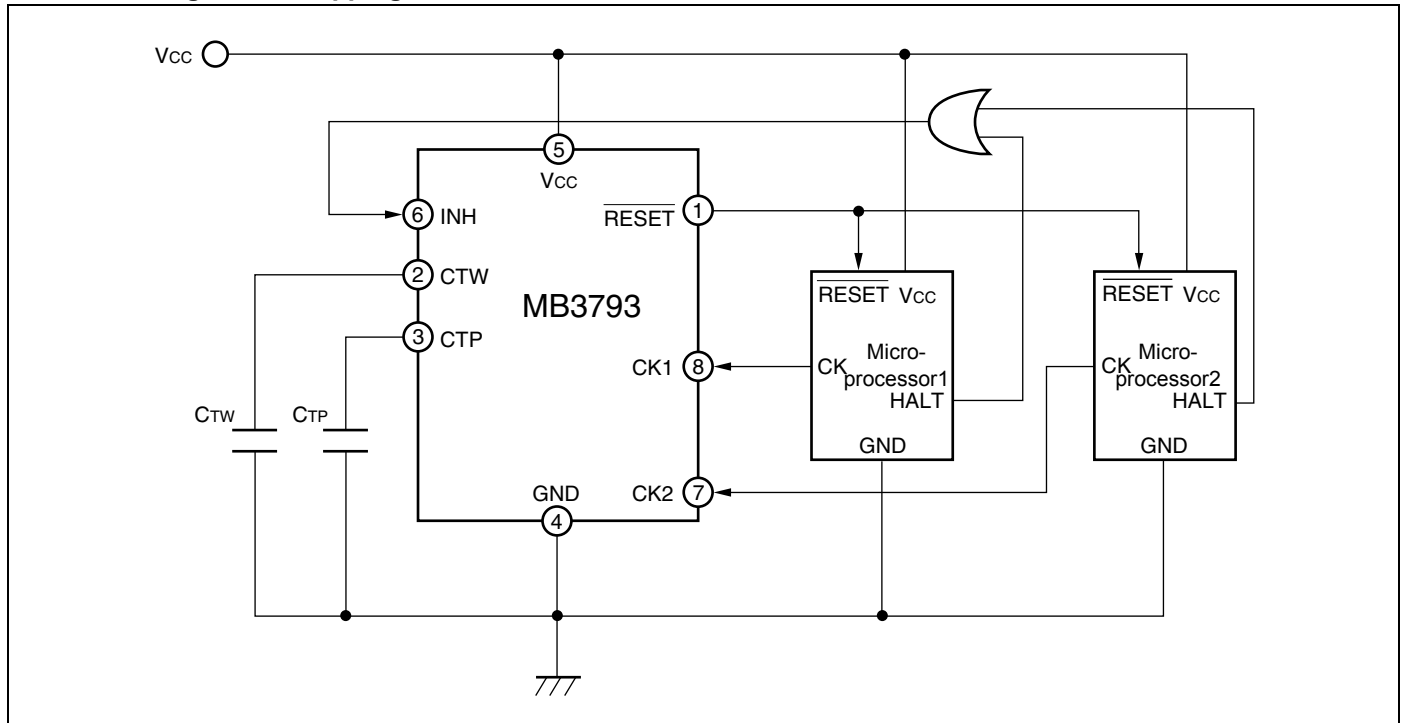 Vcc
5
Vcc
6 INH
RESET 1
2 CTW
3 CTP
MB3793
CK1 8
CK2 7
GND
4
CTW
CTP
RESET Vcc
CK
Micro-
processor1
HALT
GND
RESET Vcc
CK
Micro-
processor2
HALT
GND